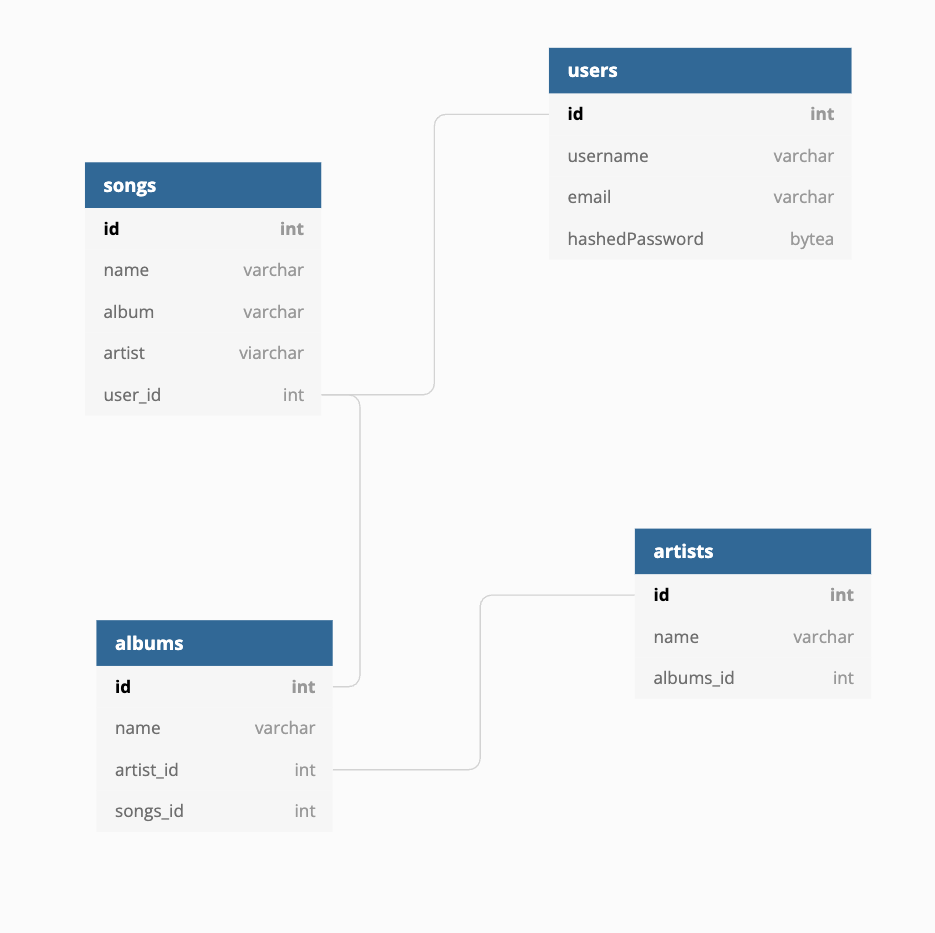 users
id int
username varchar
email varchar
hashedPassword bytea
songs
id int
name varchar
album varchar
artist viarchar
user_id int
artists
id int
name varchar
albums_id int
albums
id int
name varchar
artist_id int
songs_id int